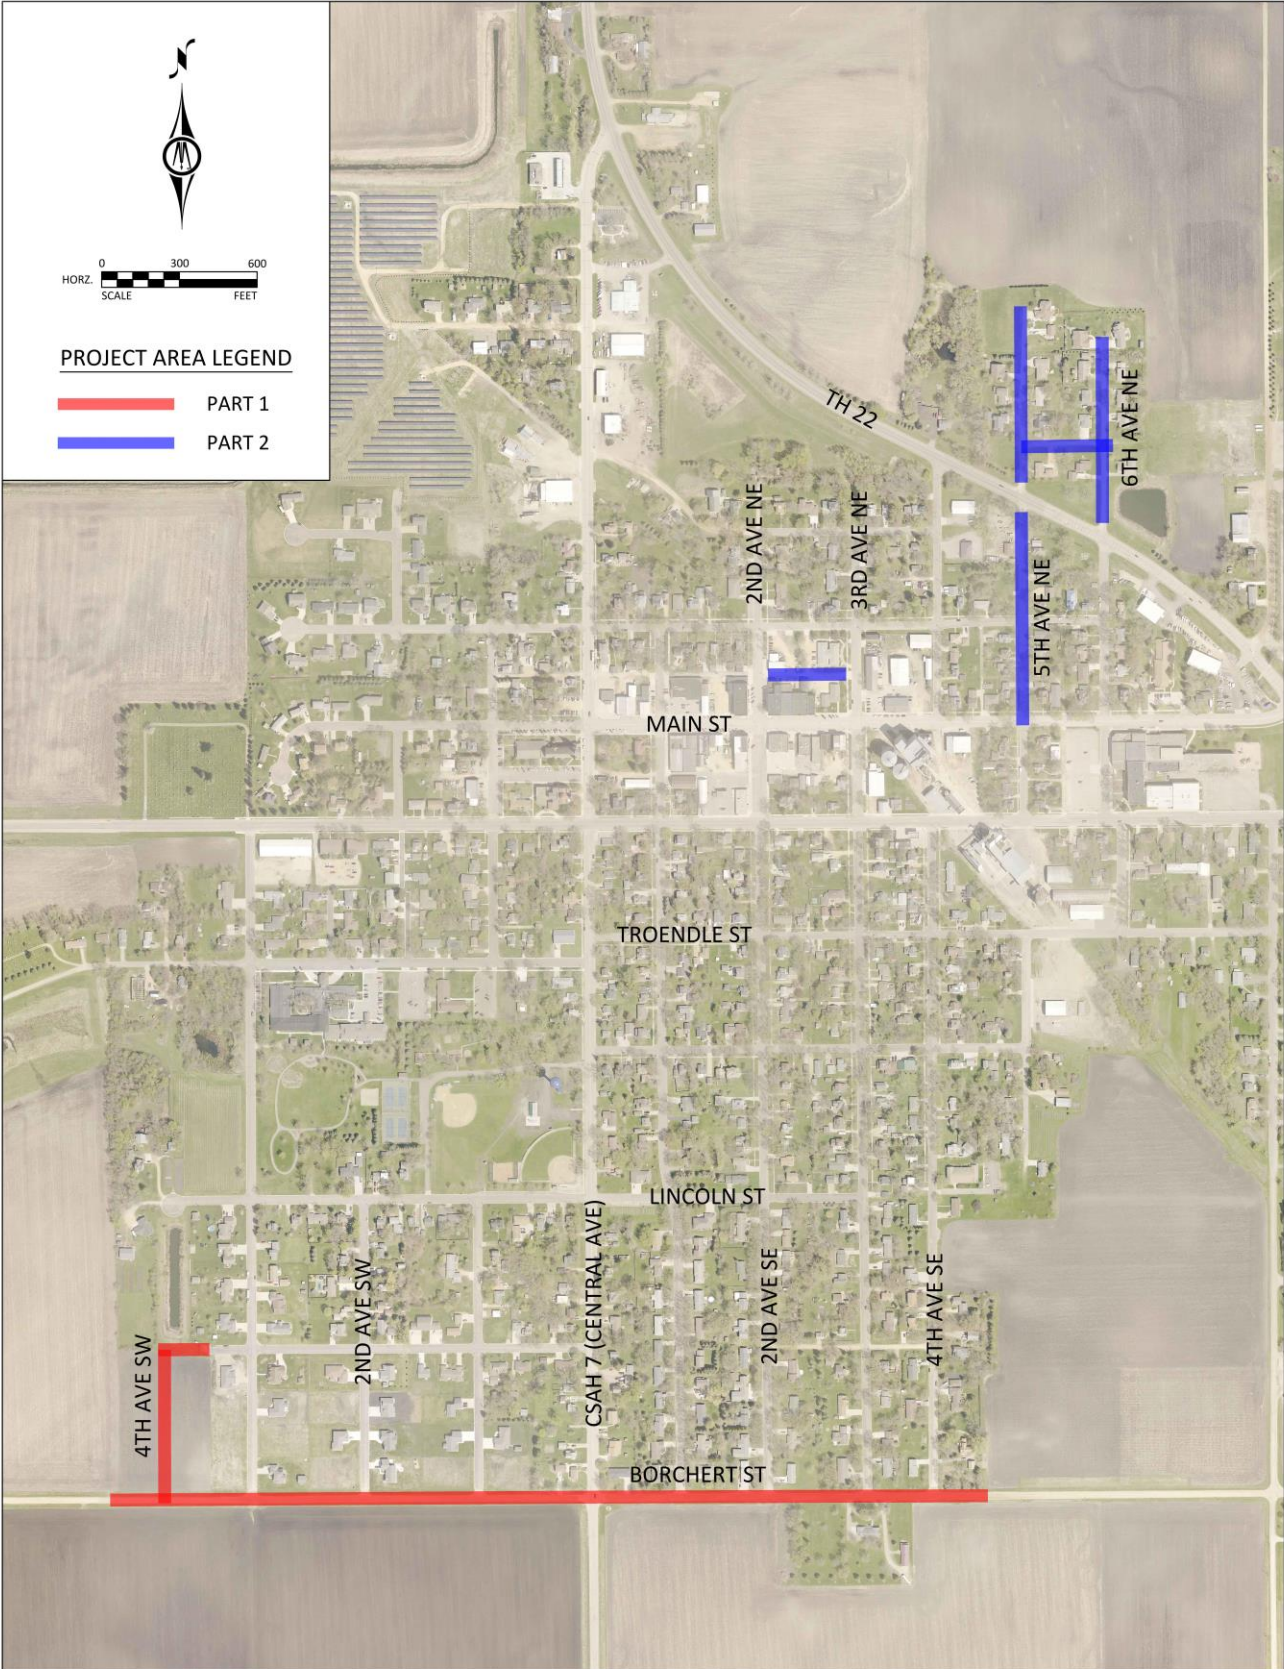 N
0 300 600
HORZ.
SCALE FEET
PROJECT AREA LEGEND
PART 1
PART 2
TH 22
6TH AVE NE
2ND AVE NE
3RD AVE NE
5TH AVE NE
MAIN ST
TROENDLE ST
LINCOLN ST
CSAH 7 (CENTRAL AVE)
2ND AVE SW
2ND AVE SE
4TH AVE SE
4TH AVE SW
BORCHERT ST